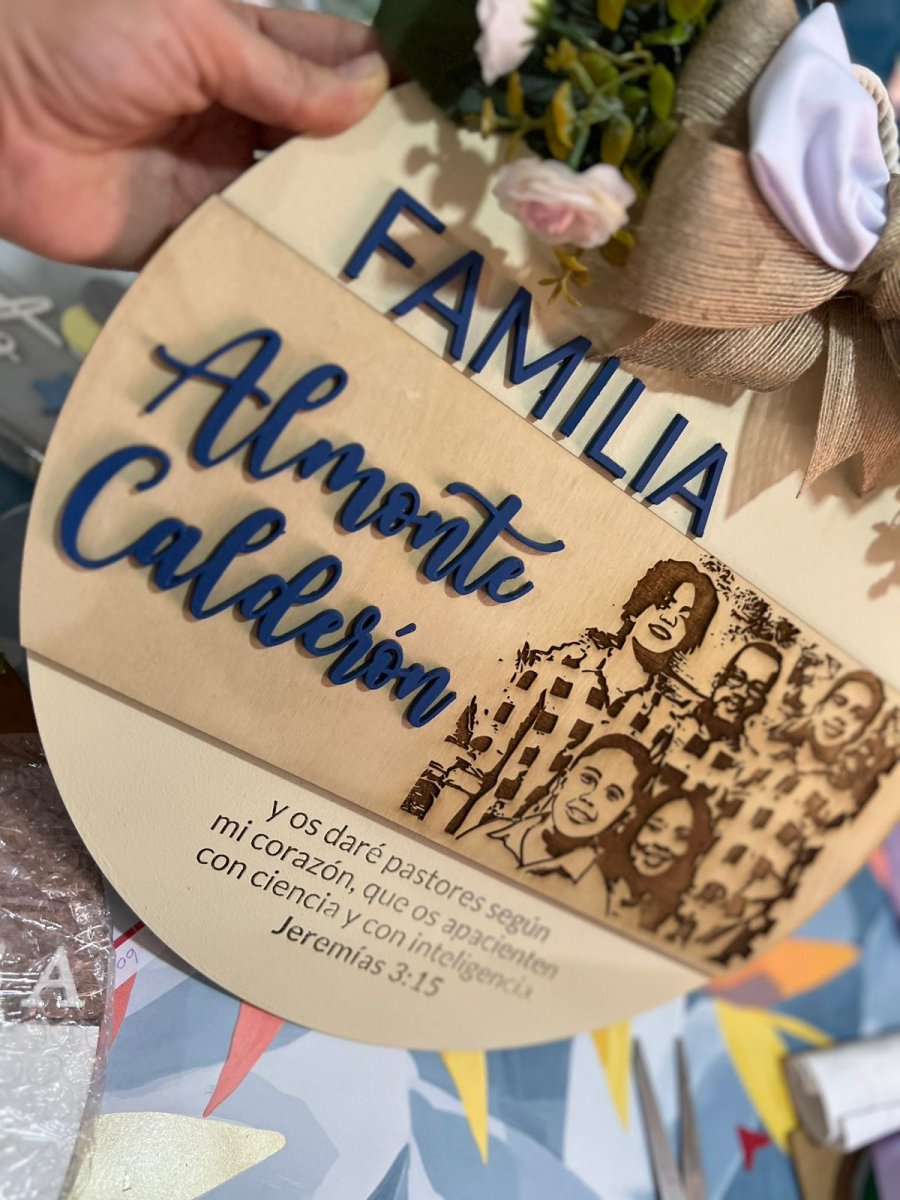 FAMILIA
Almonte
Calderón
y os daré pastores según
mi corazón, que os apacienten
con ciencia y con inteligencia
Jeremías 3:15
A
09